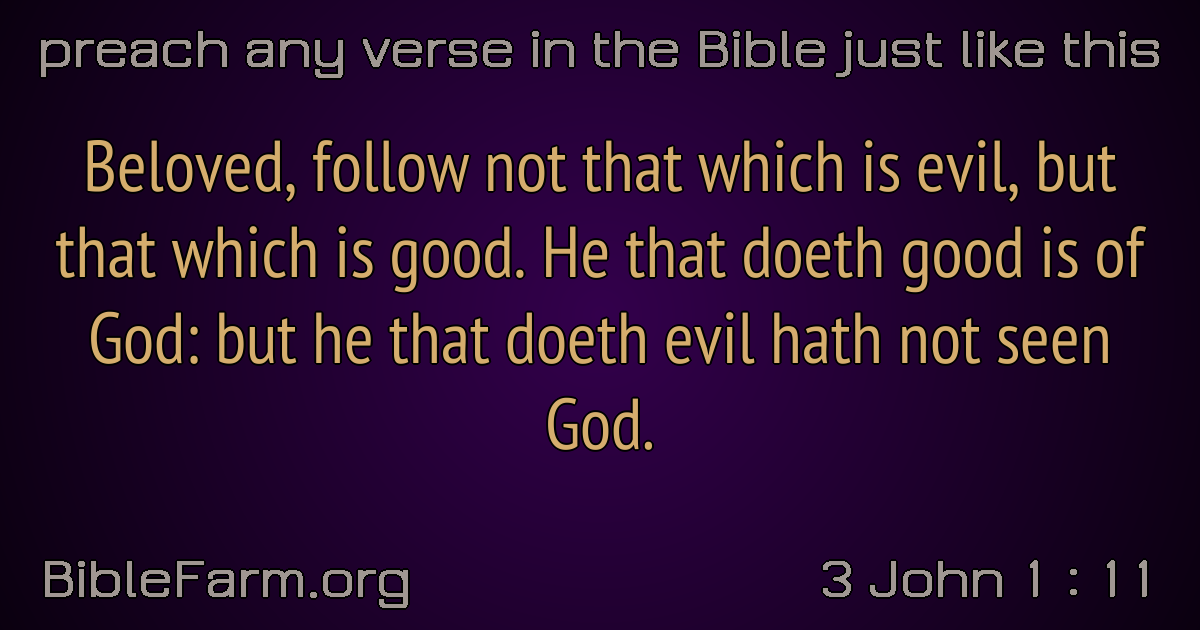 preach any verse in the Bible just like this
Beloved, follow not that which is evil, but
that which is good. He that doeth good is of
God: but he that doeth evil hath not seen
God.
BibleFarm.org
3 John 1 : 11